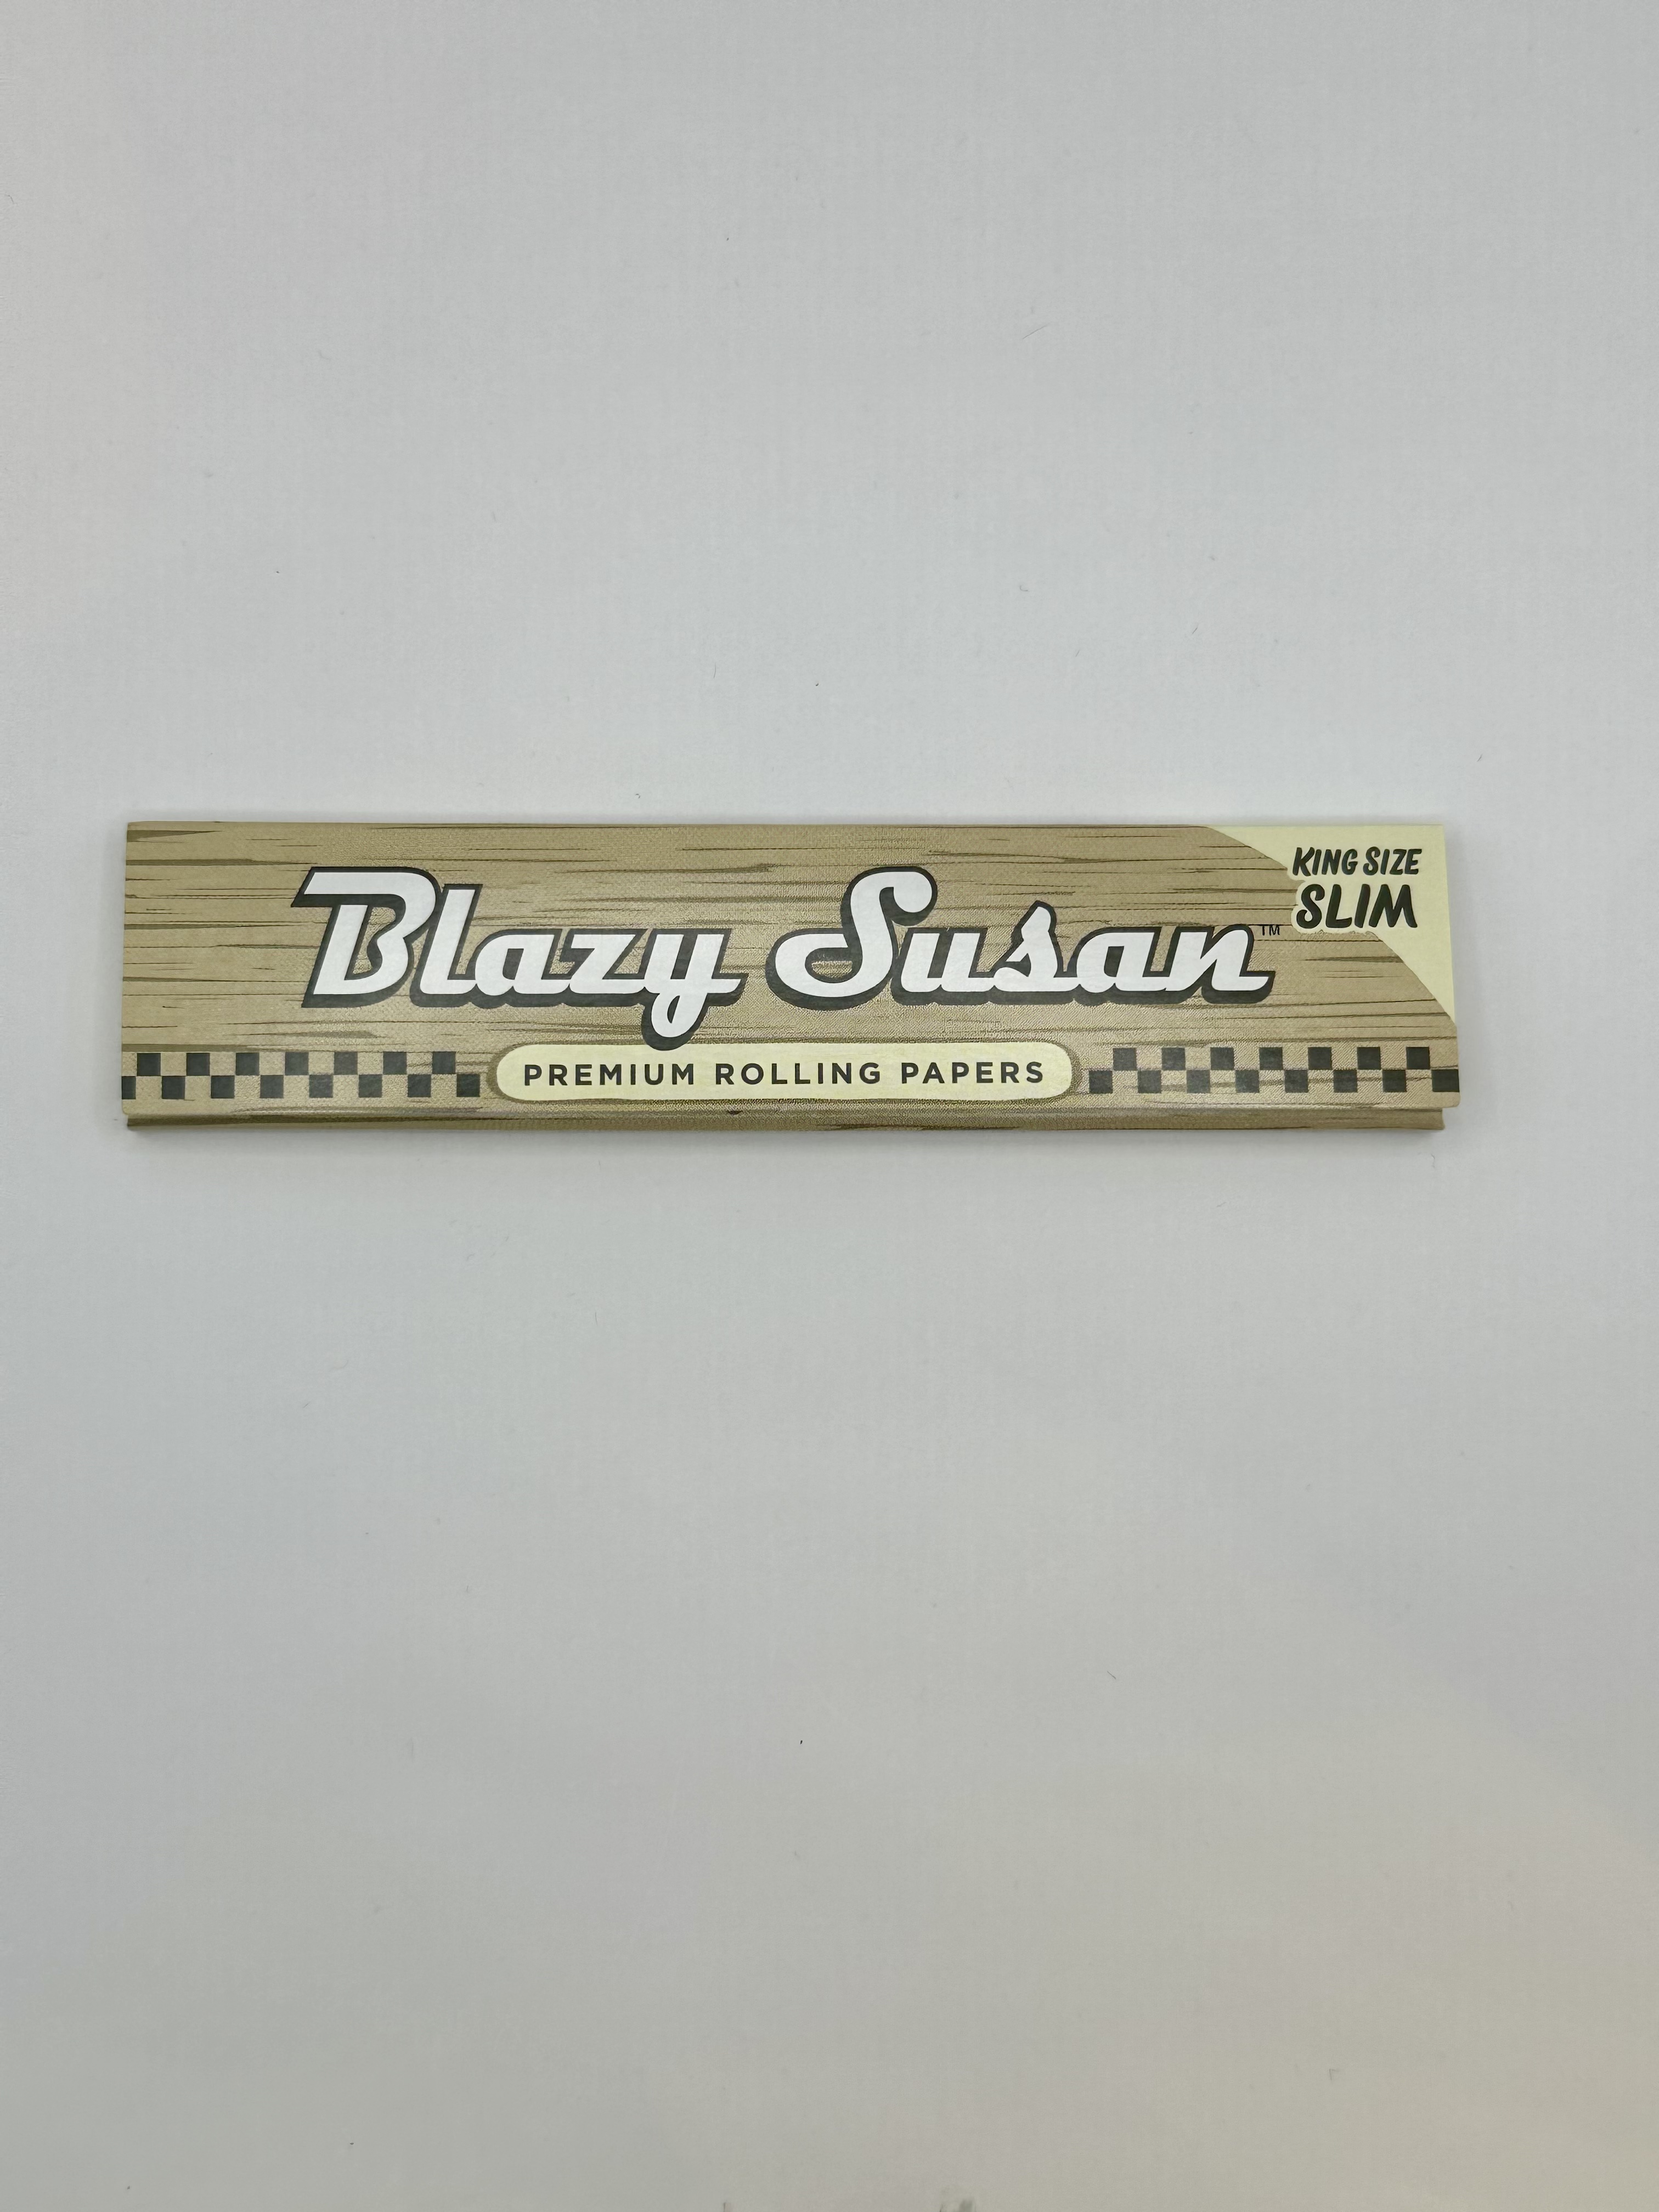 KING SIZE
SLIM
Blazy Susan™
PREMIUM ROLLING PAPERS